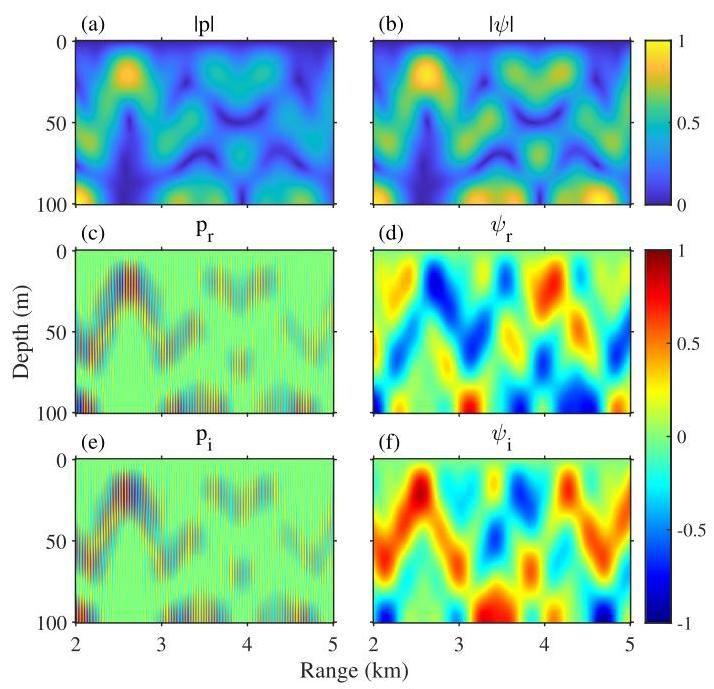 (a) |p| (b) |ψ|
0 1
50 0.5
100 0
(c) p_r (d) ψ_r
0 1
0.5
Depth (m) 50
0
100
(e) p_i (f) ψ_i
0
-0.5
50
100 -1
2 3 4 5 2 3 4 5
Range (km)